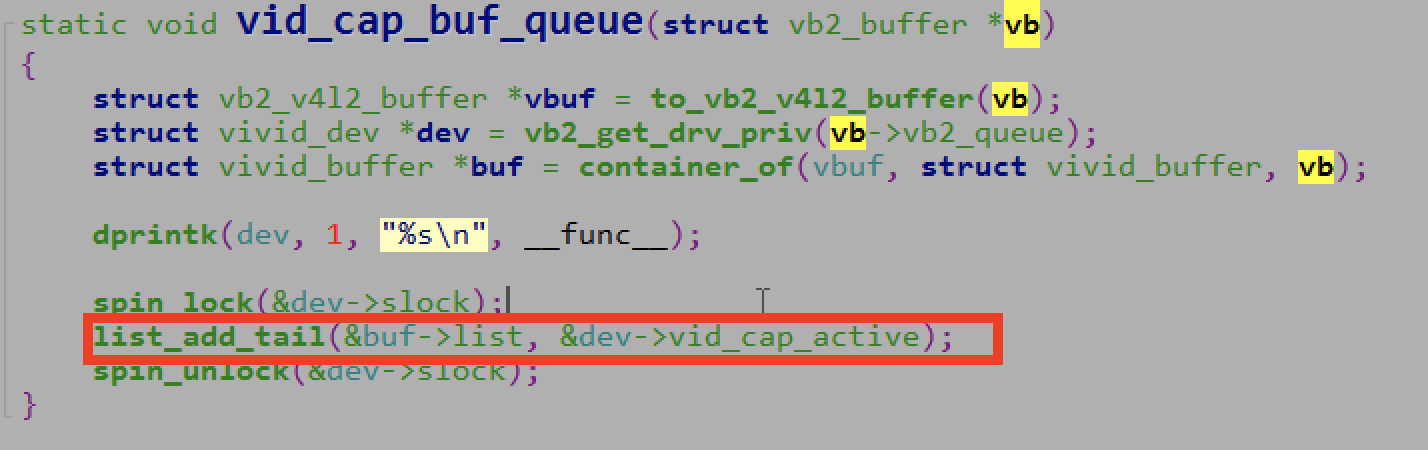 static void vid_cap_buf_queue(struct vb2_buffer *vb)
{
struct vb2_v4l2_buffer *vbuf = to_vb2_v4l2_buffer(vb);
struct vivid_dev *dev = vb2_get_drv_priv(vb->vb2_queue);
struct vivid_buffer *buf = container_of(vbuf, struct vivid_buffer, vb);
dprintk(dev, 1, "%s\n", __func__);
spin_lock(&dev->slock);
list_add_tail(&buf->list, &dev->vid_cap_active);
spin_unlock(&dev->slock);
}